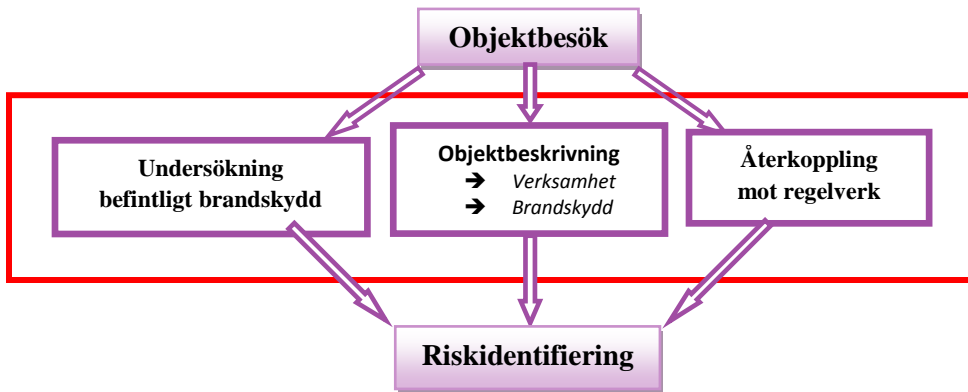 Objektbesök
Undersökning
befintligt brandskydd
Objektbeskrivning
➔ Verksamhet
➔ Brandskydd
Återkoppling
mot regelverk
Riskidentifiering